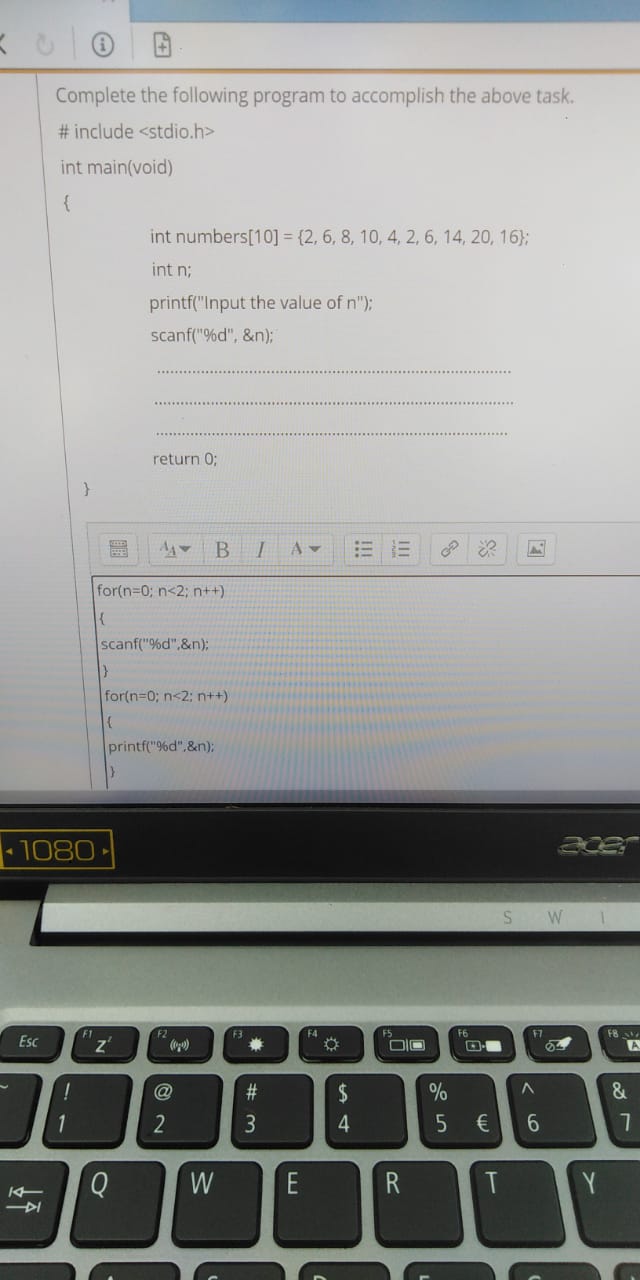 Complete the following program to accomplish the above task.
# include <stdio.h>
int main(void)
{
int numbers[10] = {2, 6, 8, 10, 4, 2, 6, 14, 20, 16};
int n;
printf("Input the value of n");
scanf("%d", &n);
................................................
................................................
................................................
return 0;
}
B I A
for(n=0; n<2; n++)
{
scanf("%d",&n);
}
for(n=0; n<2; n++)
{
printf("%d",&n);
}
1080 acer
S W I
Esc F1 Z F2 F3 F4 F5 F6 F7 F8
! @ # $ % ^ &
1 2 3 4 5 € 6 7
Q W E R T Y